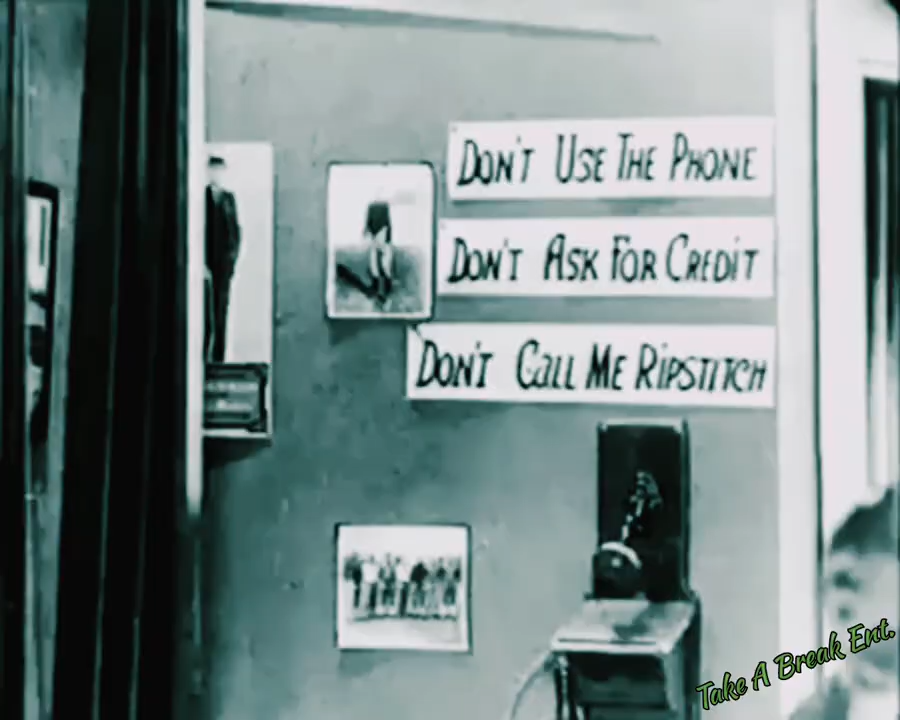 DON'T USE THE PHONE
DON'T ASK FOR CREDIT
DON'T CALL ME RIPSTITCH
Take A Break Ent.